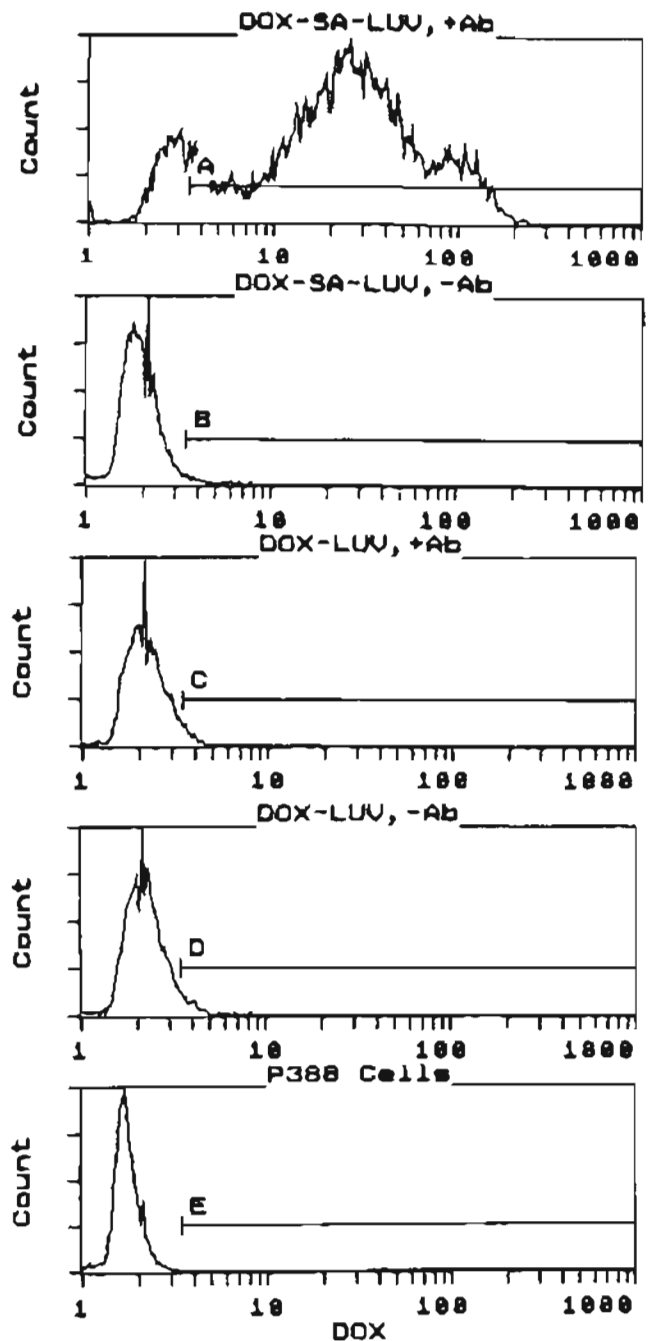 DOX-SA-LUV, +Ab
Count
A
1 10 100 1000
DOX-SA-LUV, -Ab
Count
B
1 10 100 1000
DOX-LUV, +Ab
Count
C
1 10 100 1000
DOX-LUV, -Ab
Count
D
1 10 100 1000
P388 Cells
Count
E
1 10 100 1000
DOX